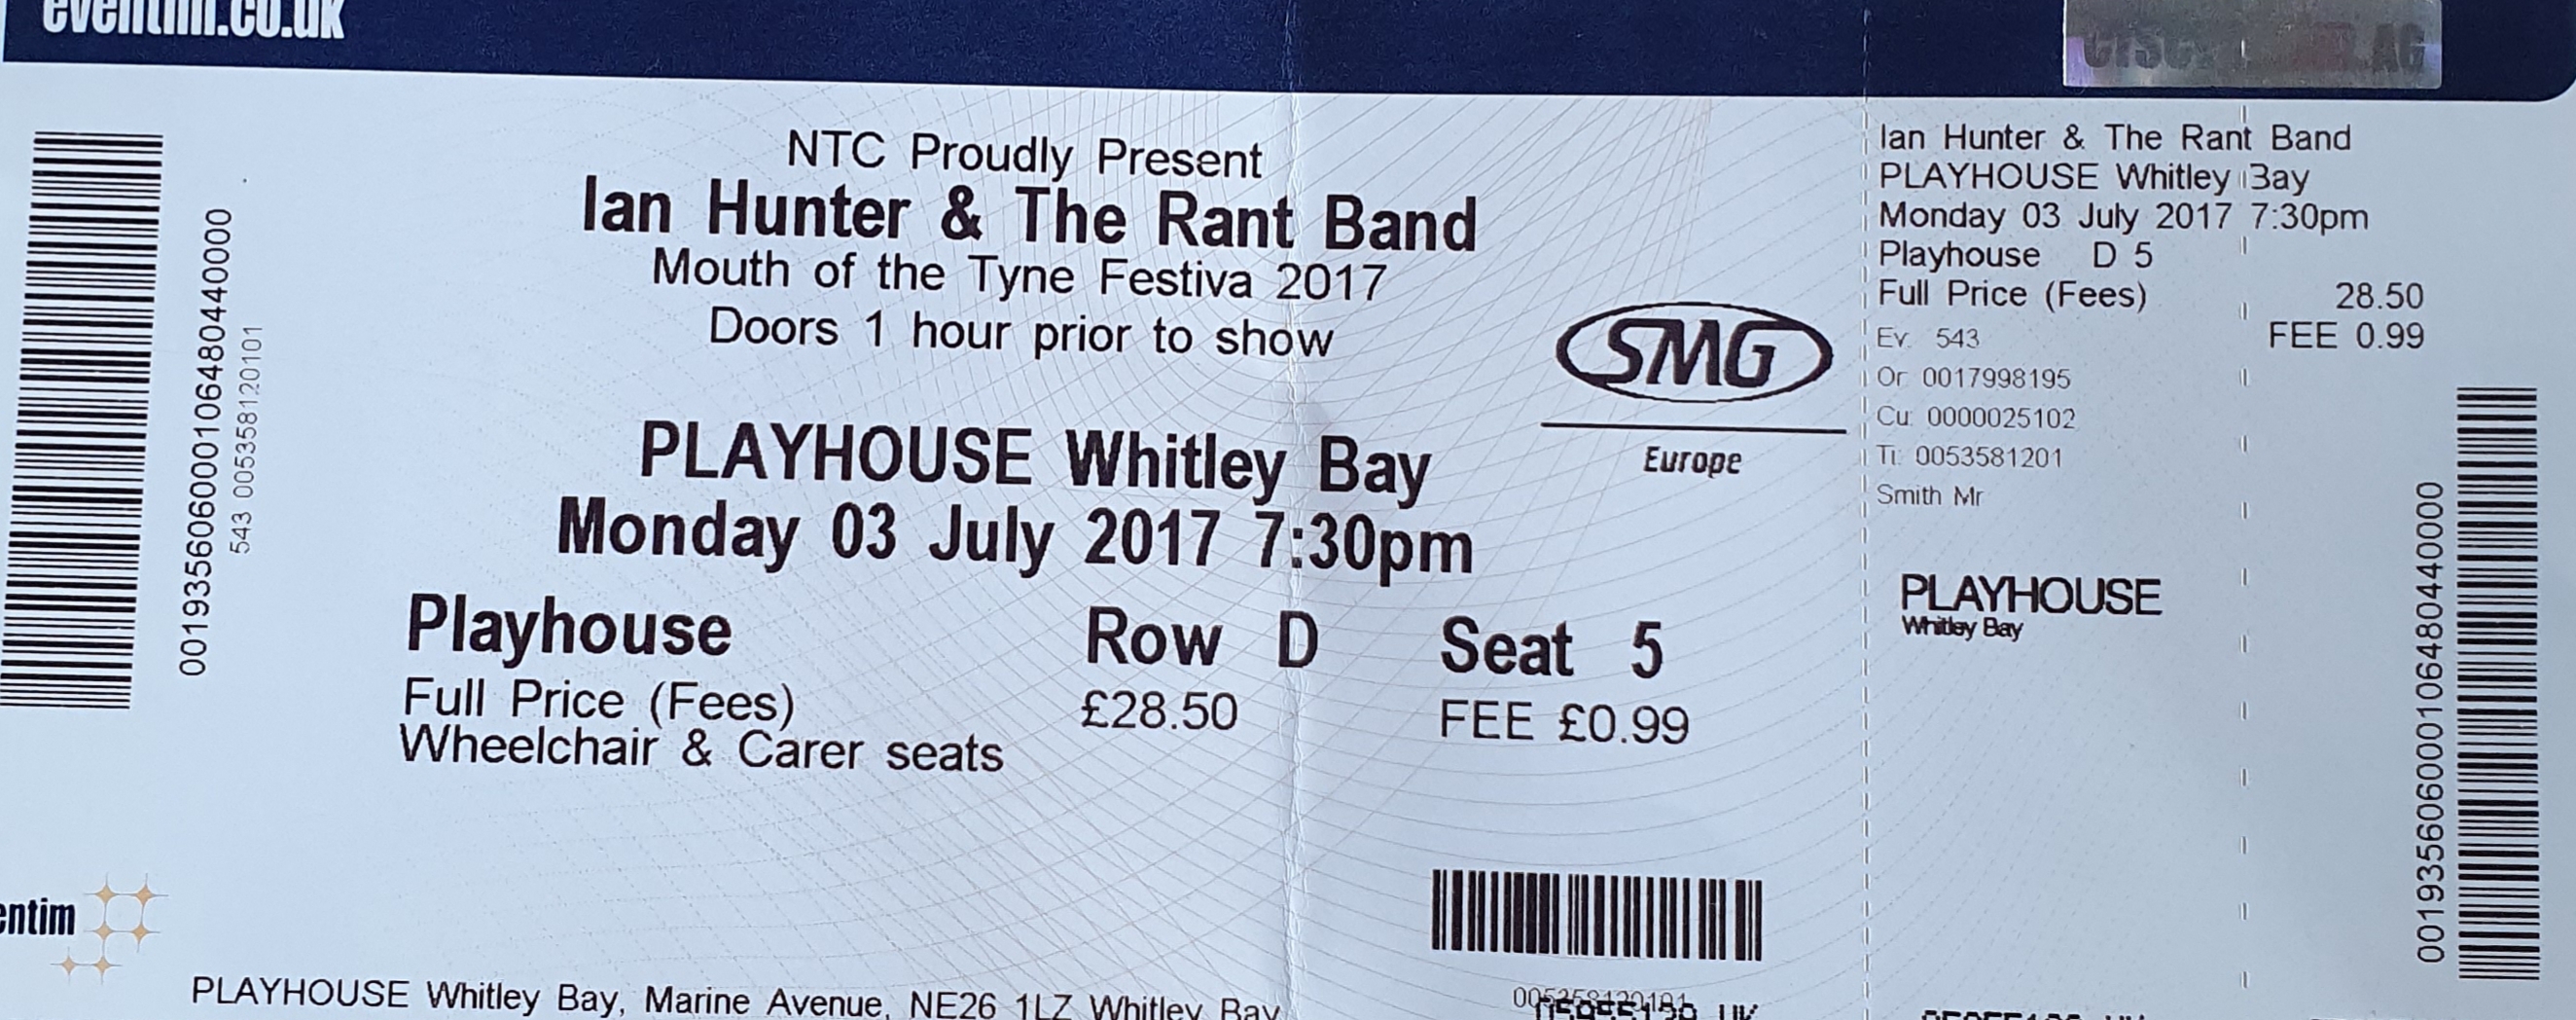 eventim.co.uk
NTC Proudly Present
Ian Hunter & The Rant Band
Mouth of the Tyne Festiva 2017
Doors 1 hour prior to show
PLAYHOUSE Whitley Bay
Monday 03 July 2017 7:30pm
Playhouse Row D Seat 5
Full Price (Fees) £28.50 FEE £0.99
Wheelchair & Carer seats
SMG
Europe
entim
PLAYHOUSE Whitley Bay, Marine Avenue, NE26 1LZ Whitley Bay
001935606000106480440000
543 005358120101
AG
Ian Hunter & The Rant Band
PLAYHOUSE Whitley Bay
Monday 03 July 2017 7:30pm
Playhouse D 5
Full Price (Fees) 28.50
FEE 0.99
Ev: 543
Or: 0017998195
Cu: 0000025102
Ti: 0053581201
Smith Mr
PLAYHOUSE
Whitley Bay
001935606000106480440000